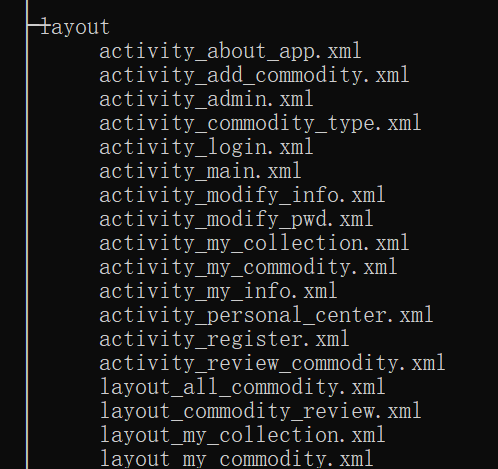 layout
activity_about_app.xml
activity_add_commodity.xml
activity_admin.xml
activity_commodity_type.xml
activity_login.xml
activity_main.xml
activity_modify_info.xml
activity_modify_pwd.xml
activity_my_collection.xml
activity_my_commodity.xml
activity_my_info.xml
activity_personal_center.xml
activity_register.xml
activity_review_commodity.xml
layout_all_commodity.xml
layout_commodity_review.xml
layout_my_collection.xml
layout_my_commodity.xml